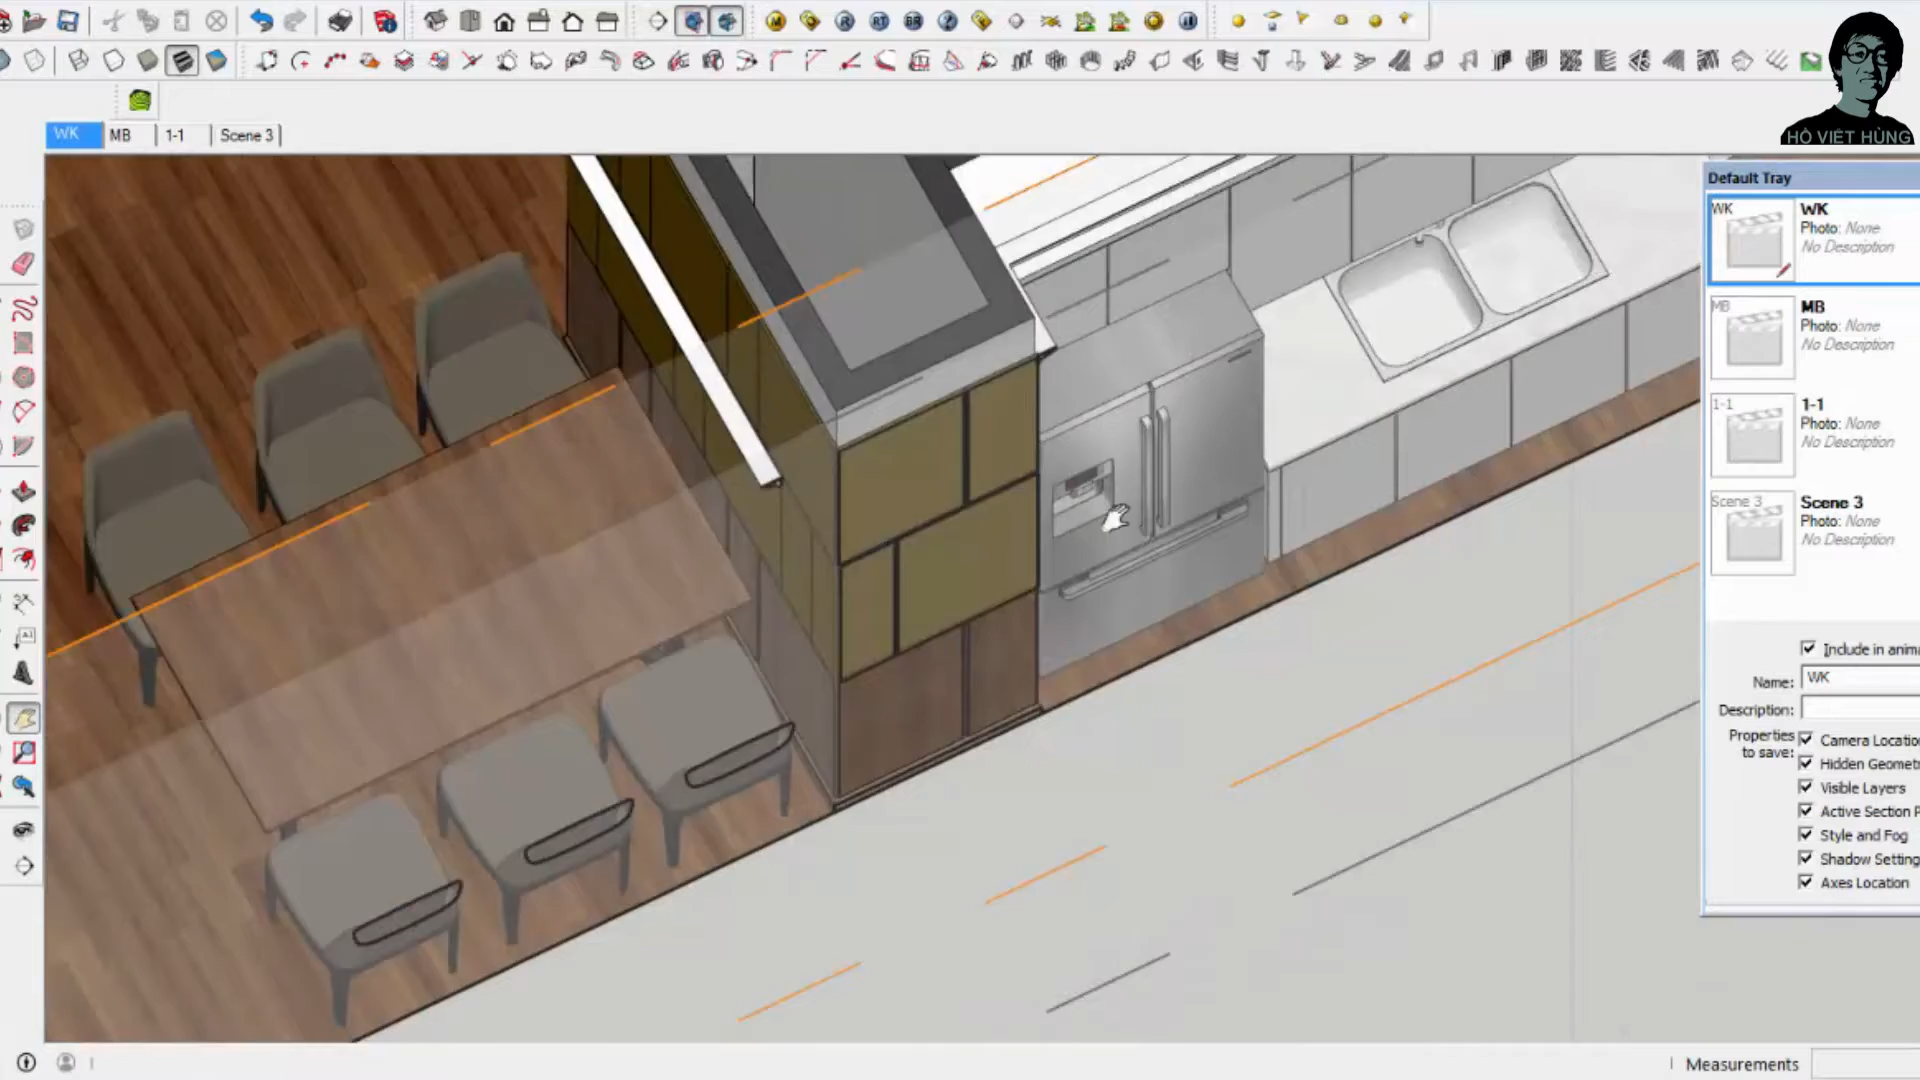 HỒ VIẾT HÙNG
WK
MB
1-1
Scene 3
Default Tray
WK
WK
Photo: None
No Description
MB
MB
Photo: None
No Description
1-1
1-1
Photo: None
No Description
Scene 3
Scene 3
Photo: None
No Description
Include in anima
Name: WK
Description:
Properties to save:
Camera Location
Hidden Geomet
Visible Layers
Active Section P
Style and Fog
Shadow Setting
Axes Location
Measurements